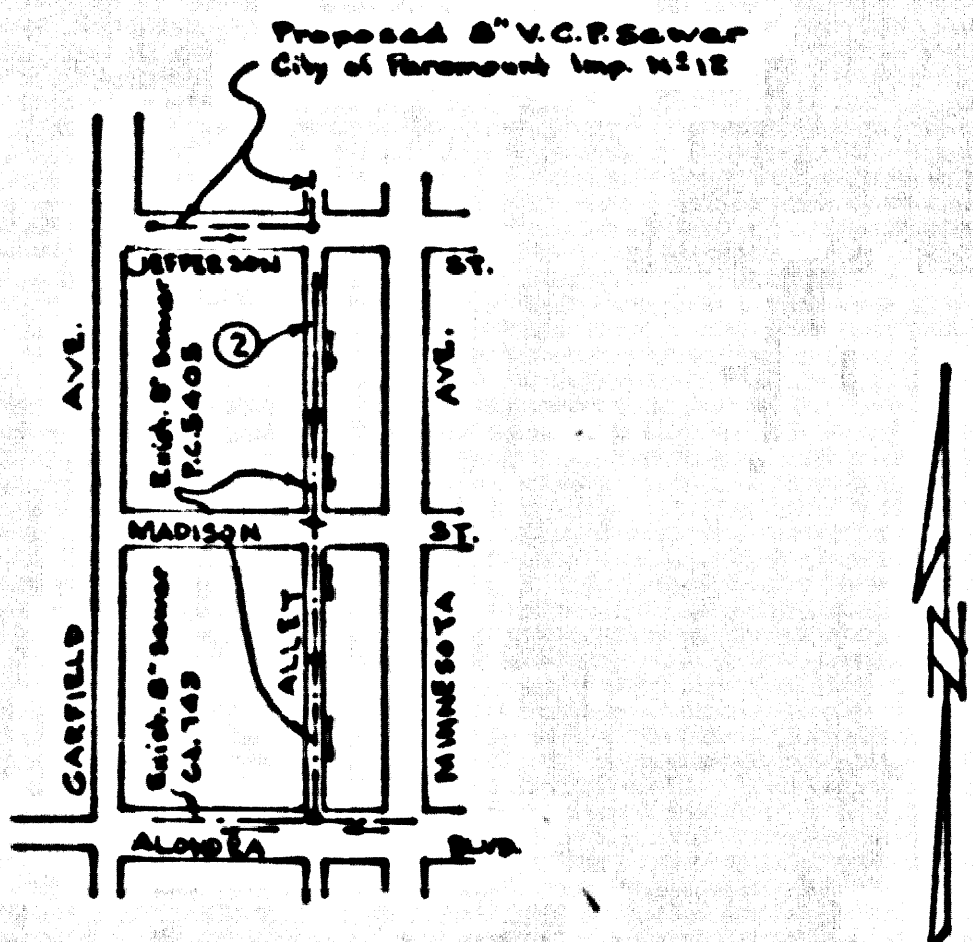 Proposed 8" V.C.P. Sewer
City of Paramount Imp. Nº 12
JEFFERSON ST.
Exist. 8" Sewer
P.C. 5405
2
AVE.
AVE.
MADISON ST.
Exist. 8" Sewer
ALLEY
GARFIELD
MINNESOTA
ALONDRA BLVD.
N